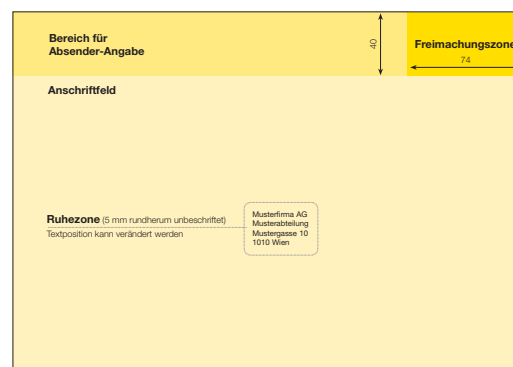 Bereich für
Absender-Angabe
40
Freimachungszone
74
Anschriftfeld
Ruhezone (5 mm rundherum unbeschriftet)
Textposition kann verändert werden
Musterfirma AG
Musterabteilung
Mustergasse 10
1010 Wien